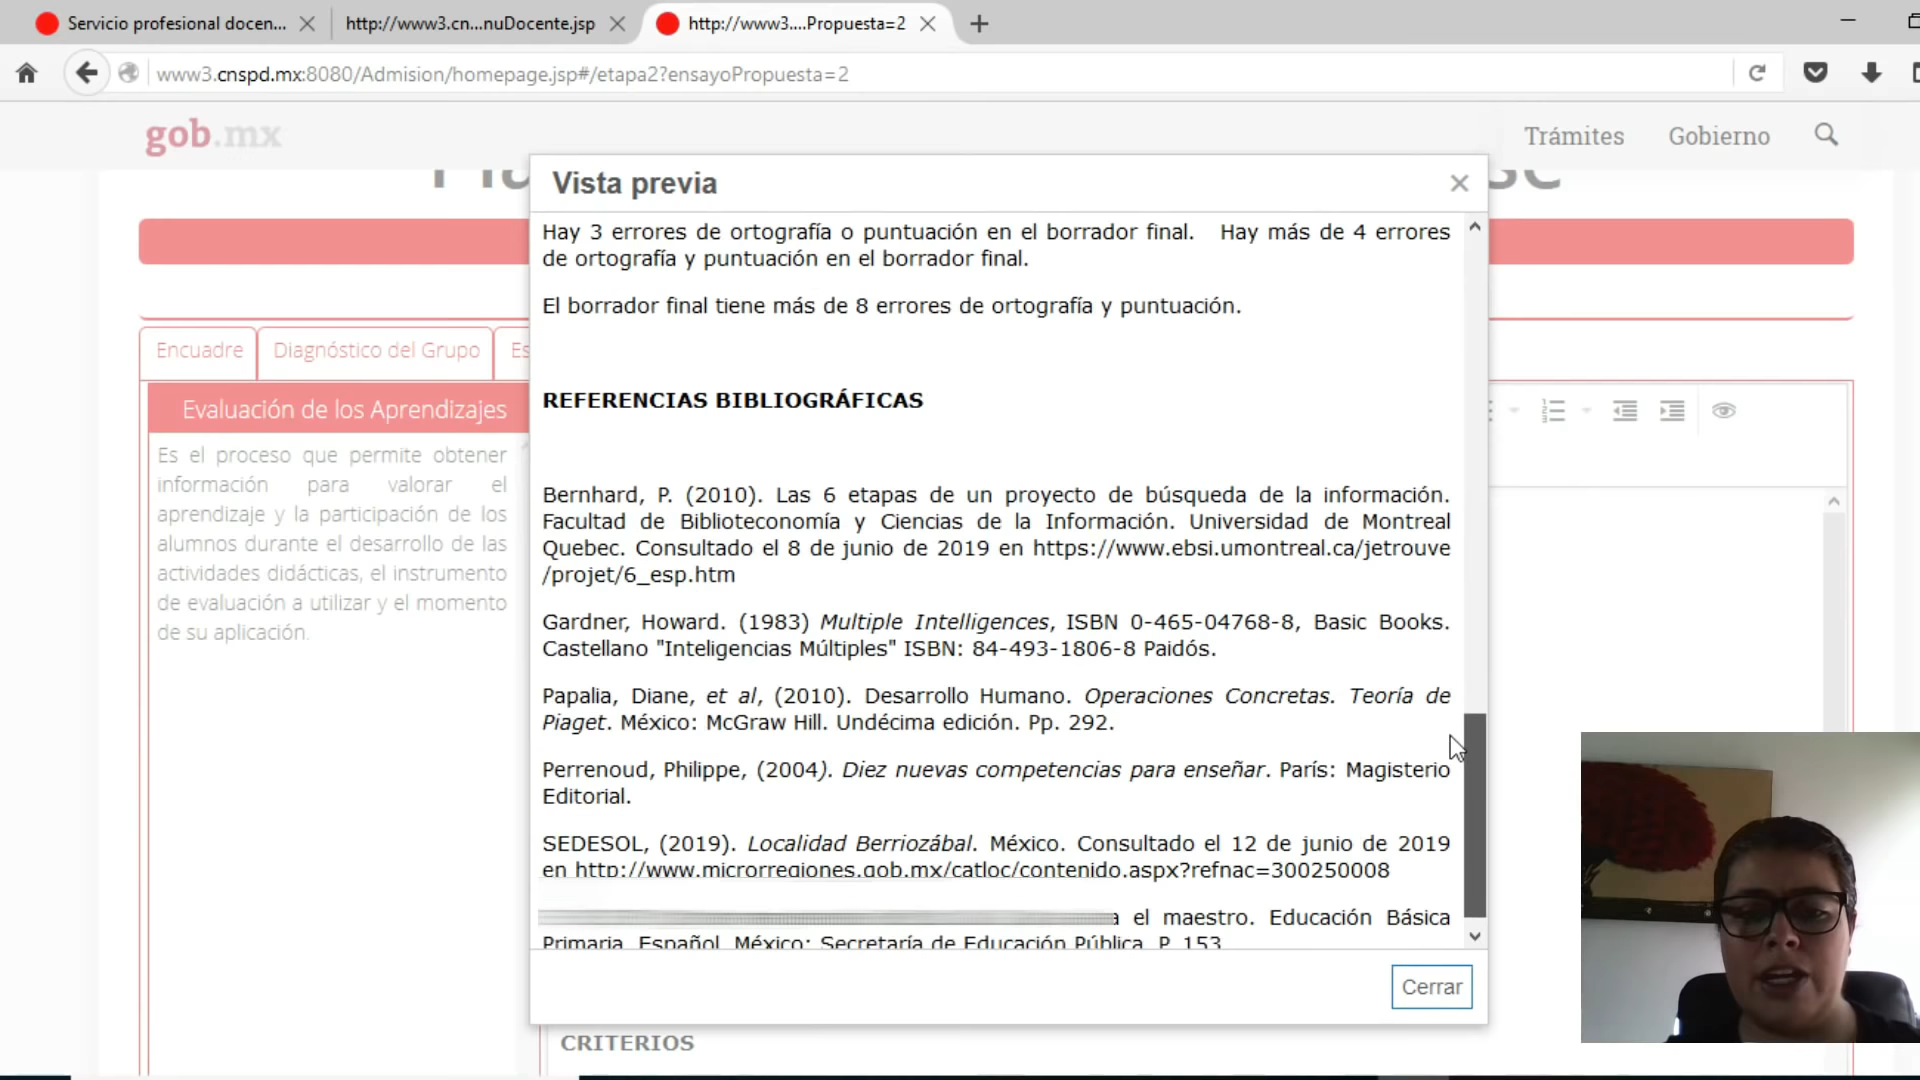 Servicio profesional docen...
http://www3.cn...nuDocente.jsp
http://www3....Propuesta=2
www3.cnspd.mx:8080/Admision/homepage.jsp#/etapa2?ensayoPropuesta=2
gob.mx
Trámites
Gobierno
Vista previa
Hay 3 errores de ortografía o puntuación en el borrador final. Hay más de 4 errores
de ortografía y puntuación en el borrador final.
El borrador final tiene más de 8 errores de ortografía y puntuación.
REFERENCIAS BIBLIOGRÁFICAS
Bernhard, P. (2010). Las 6 etapas de un proyecto de búsqueda de la información.
Facultad de Biblioteconomía y Ciencias de la Información. Universidad de Montreal
Quebec. Consultado el 8 de junio de 2019 en https://www.ebsi.umontreal.ca/jetrouve
/projet/6_esp.htm
Gardner, Howard. (1983) Multiple Intelligences, ISBN 0-465-04768-8, Basic Books.
Castellano "Inteligencias Múltiples" ISBN: 84-493-1806-8 Paidós.
Papalia, Diane, et al, (2010). Desarrollo Humano. Operaciones Concretas. Teoría de
Piaget. México: McGraw Hill. Undécima edición. Pp. 292.
Perrenoud, Philippe, (2004). Diez nuevas competencias para enseñar. París: Magisterio
Editorial.
SEDESOL, (2019). Localidad Berriozábal. México. Consultado el 12 de junio de 2019
en http://www.microrregiones.gob.mx/catloc/contenido.aspx?refnac=300250008
el maestro. Educación Básica
Primaria. Español. México: Secretaría de Educación Pública. P. 153
Cerrar
Encuadre
Diagnóstico del Grupo
Es
Evaluación de los Aprendizajes
Es el proceso que permite obtener
información para valorar el
aprendizaje y la participación de los
alumnos durante el desarrollo de las
actividades didácticas, el instrumento
de evaluación a utilizar y el momento
de su aplicación.
CRITERIOS